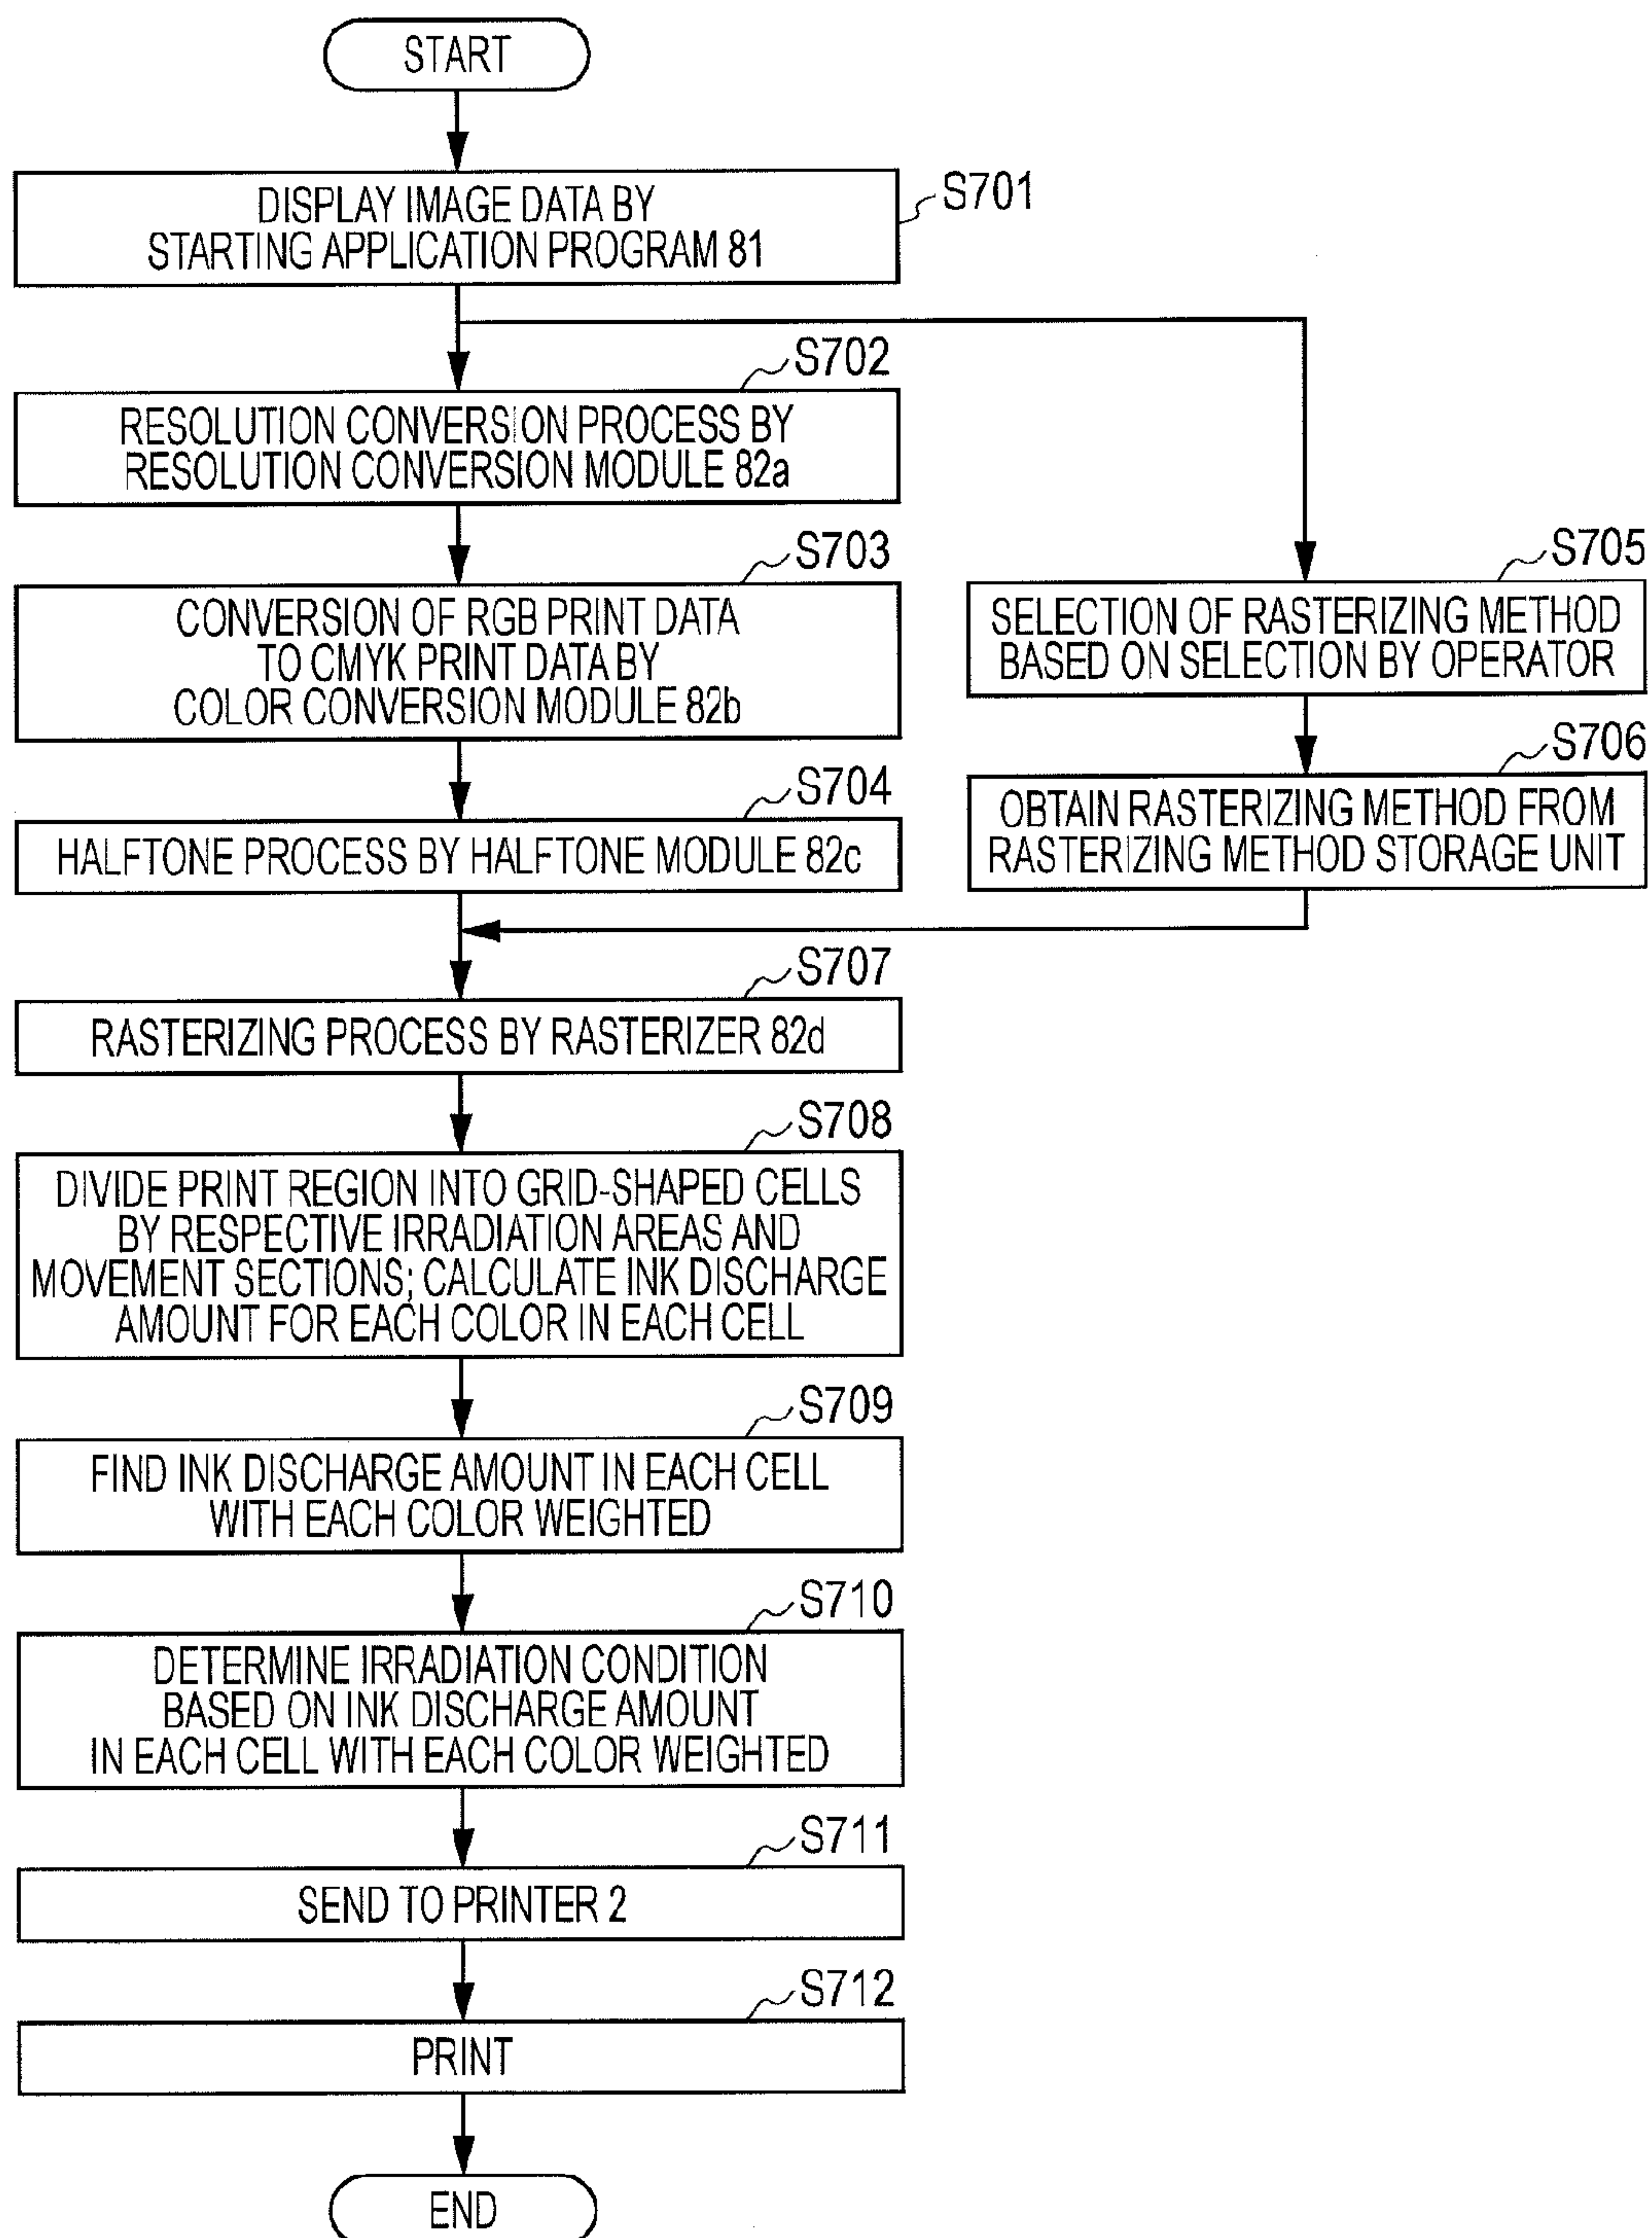 START
DISPLAY IMAGE DATA BY
STARTING APPLICATION PROGRAM 81
S701
S702
RESOLUTION CONVERSION PROCESS BY
RESOLUTION CONVERSION MODULE 82a
S703
CONVERSION OF RGB PRINT DATA
TO CMYK PRINT DATA BY
COLOR CONVERSION MODULE 82b
S704
HALFTONE PROCESS BY HALFTONE MODULE 82c
S705
SELECTION OF RASTERIZING METHOD
BASED ON SELECTION BY OPERATOR
S706
OBTAIN RASTERIZING METHOD FROM
RASTERIZING METHOD STORAGE UNIT
S707
RASTERIZING PROCESS BY RASTERIZER 82d
S708
DIVIDE PRINT REGION INTO GRID-SHAPED CELLS
BY RESPECTIVE IRRADIATION AREAS AND
MOVEMENT SECTIONS; CALCULATE INK DISCHARGE
AMOUNT FOR EACH COLOR IN EACH CELL
S709
FIND INK DISCHARGE AMOUNT IN EACH CELL
WITH EACH COLOR WEIGHTED
S710
DETERMINE IRRADIATION CONDITION
BASED ON INK DISCHARGE AMOUNT
IN EACH CELL WITH EACH COLOR WEIGHTED
S711
SEND TO PRINTER 2
S712
PRINT
END